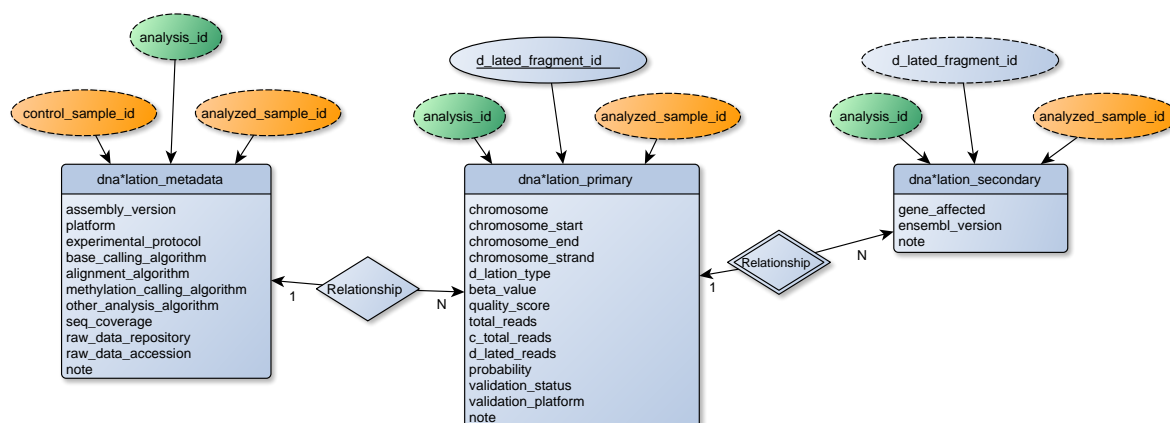 analysis_id
control_sample_id
analyzed_sample_id
dna*lation_metadata
assembly_version
platform
experimental_protocol
base_calling_algorithm
alignment_algorithm
methylation_calling_algorithm
other_analysis_algorithm
seq_coverage
raw_data_repository
raw_data_accession
note
1
Relationship
N
d_lated_fragment_id
analysis_id
analyzed_sample_id
dna*lation_primary
chromosome
chromosome_start
chromosome_end
chromosome_strand
d_lation_type
beta_value
quality_score
total_reads
c_total_reads
d_lated_reads
probability
validation_status
validation_platform
note
1
Relationship
N
d_lated_fragment_id
analysis_id
analyzed_sample_id
dna*lation_secondary
gene_affected
ensembl_version
note